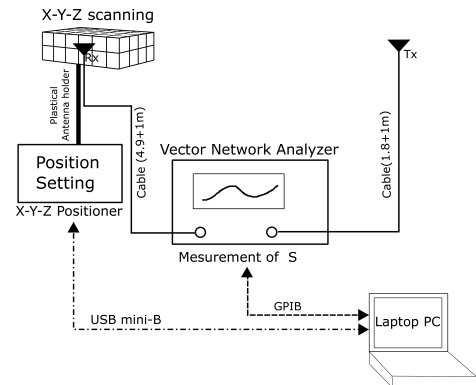 X-Y-Z scanning
Rx
Tx
Plastical
Antenna holder
Cable (4.9+1m)
Cable(1.8+1m)
Position
Setting
X-Y-Z Positioner
Vector Network Analyzer
Mesurement of S
GPIB
USB mini-B
Laptop PC